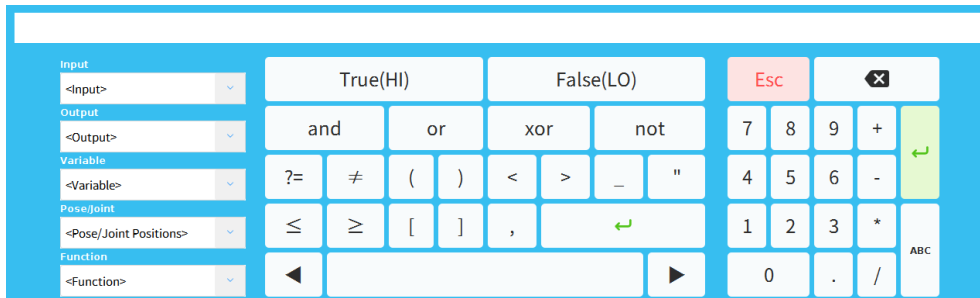 Input
<Input>
Output
<Output>
Variable
<Variable>
Pose/Joint
<Pose/Joint Positions>
Function
<Function>
True(HI) False(LO)
and or xor not
?= ≠ ( ) < > _ "
≤ ≥ [ ] ,
Esc
7 8 9 +
4 5 6 -
1 2 3 * ABC
0 . /